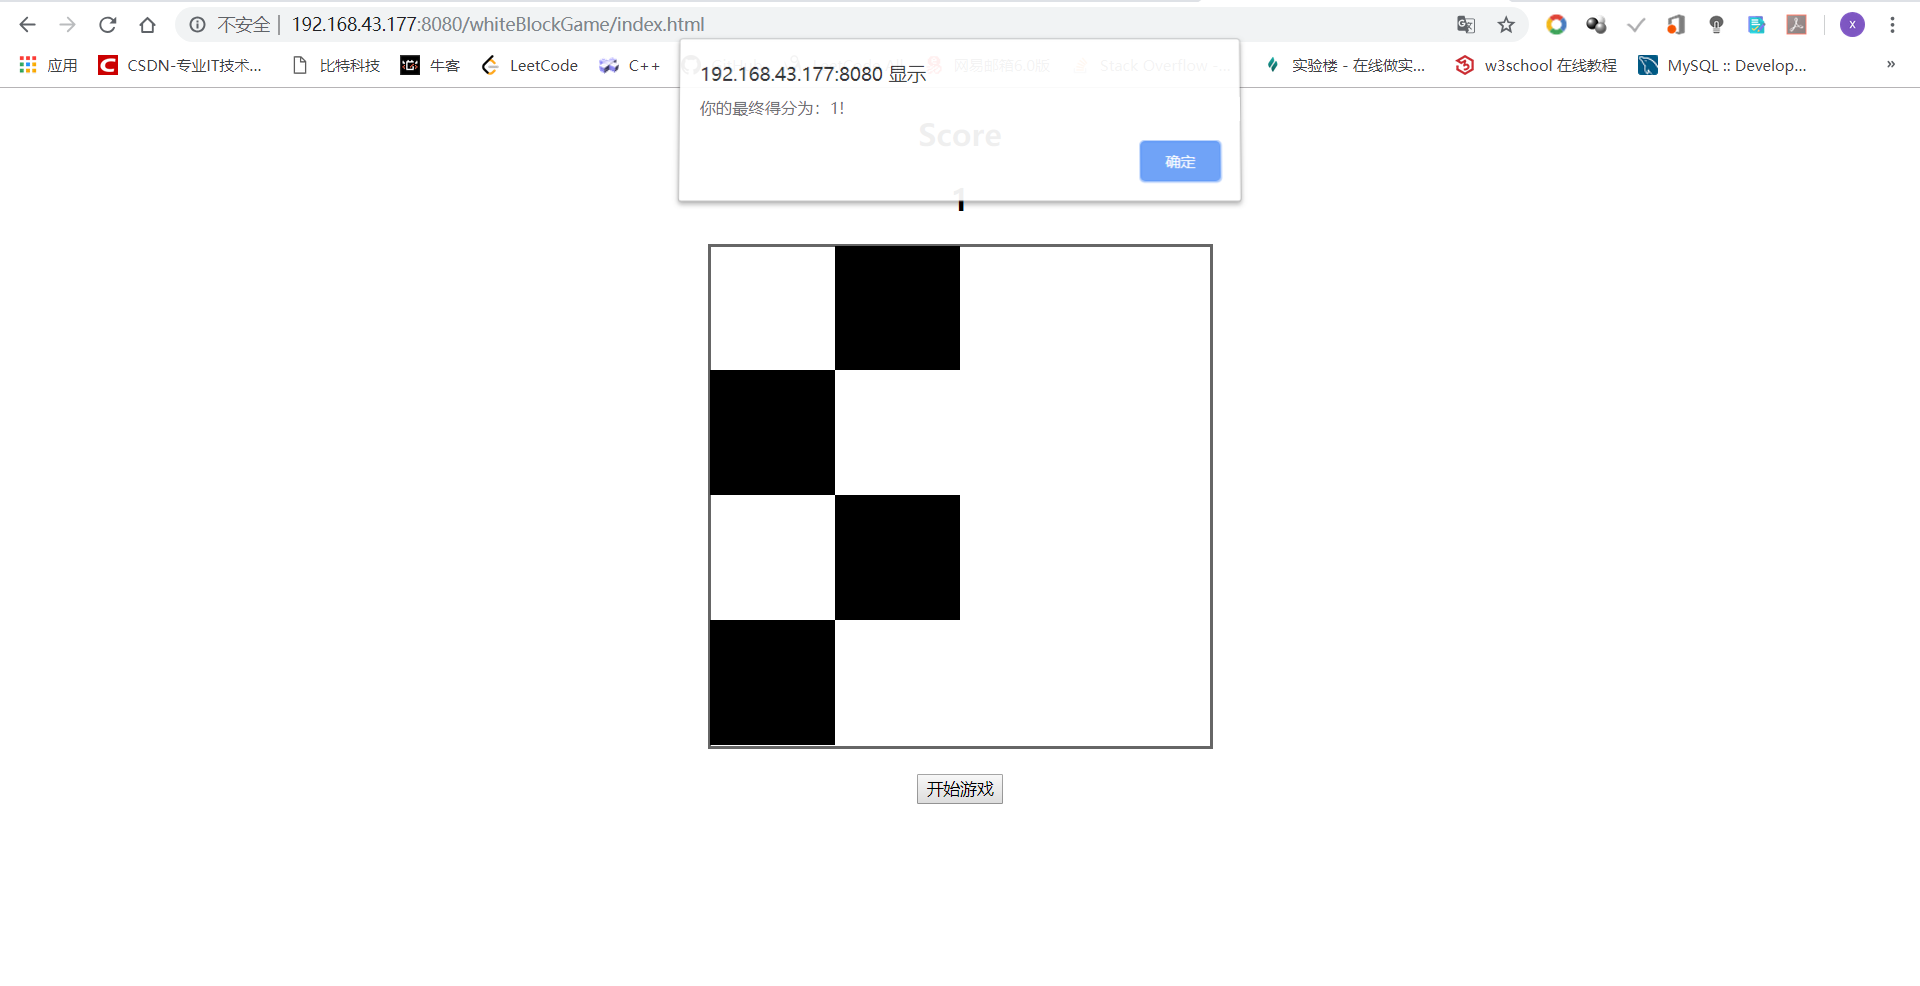 不安全 192.168.43.177:8080/whiteBlockGame/index.html
应用 CSDN-专业IT技术... 比特科技 牛客 LeetCode C++ 网易邮箱6.0版 Stack Overflow -... 实验楼 - 在线做实... w3school 在线教程 MySQL :: Develop... »
192.168.43.177:8080 显示
你的最终得分为：1!
Score
确定
1
开始游戏
X